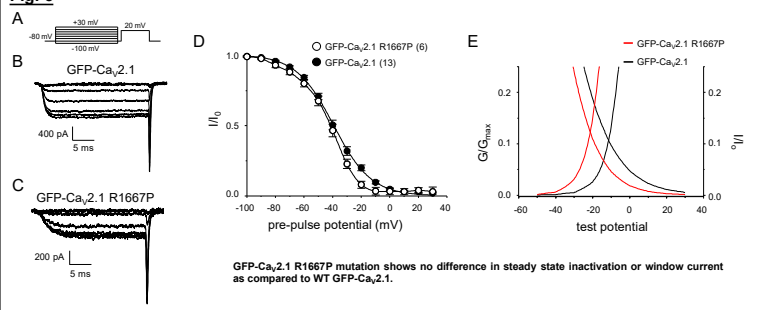 A
+30 mV
20 mV
-80 mV
-100 mV
B
GFP-CaV2.1
400 pA
5 ms
C
GFP-CaV2.1 R1667P
200 pA
5 ms
D
GFP-CaV2.1 R1667P (6)
GFP-CaV2.1 (13)
1.0
0.5
0.0
I/I0
-100 -80 -60 -40 -20 0 20 40
pre-pulse potential (mV)
E
GFP-CaV2.1 R1667P
GFP-CaV2.1
0.2
0.1
0.0
G/Gmax
0.2
0.1
0.0
I/Io
-60 -40 -20 0 20 40
test potential
GFP-CaV2.1 R1667P mutation shows no difference in steady state inactivation or window current
as compared to WT GFP-CaV2.1.